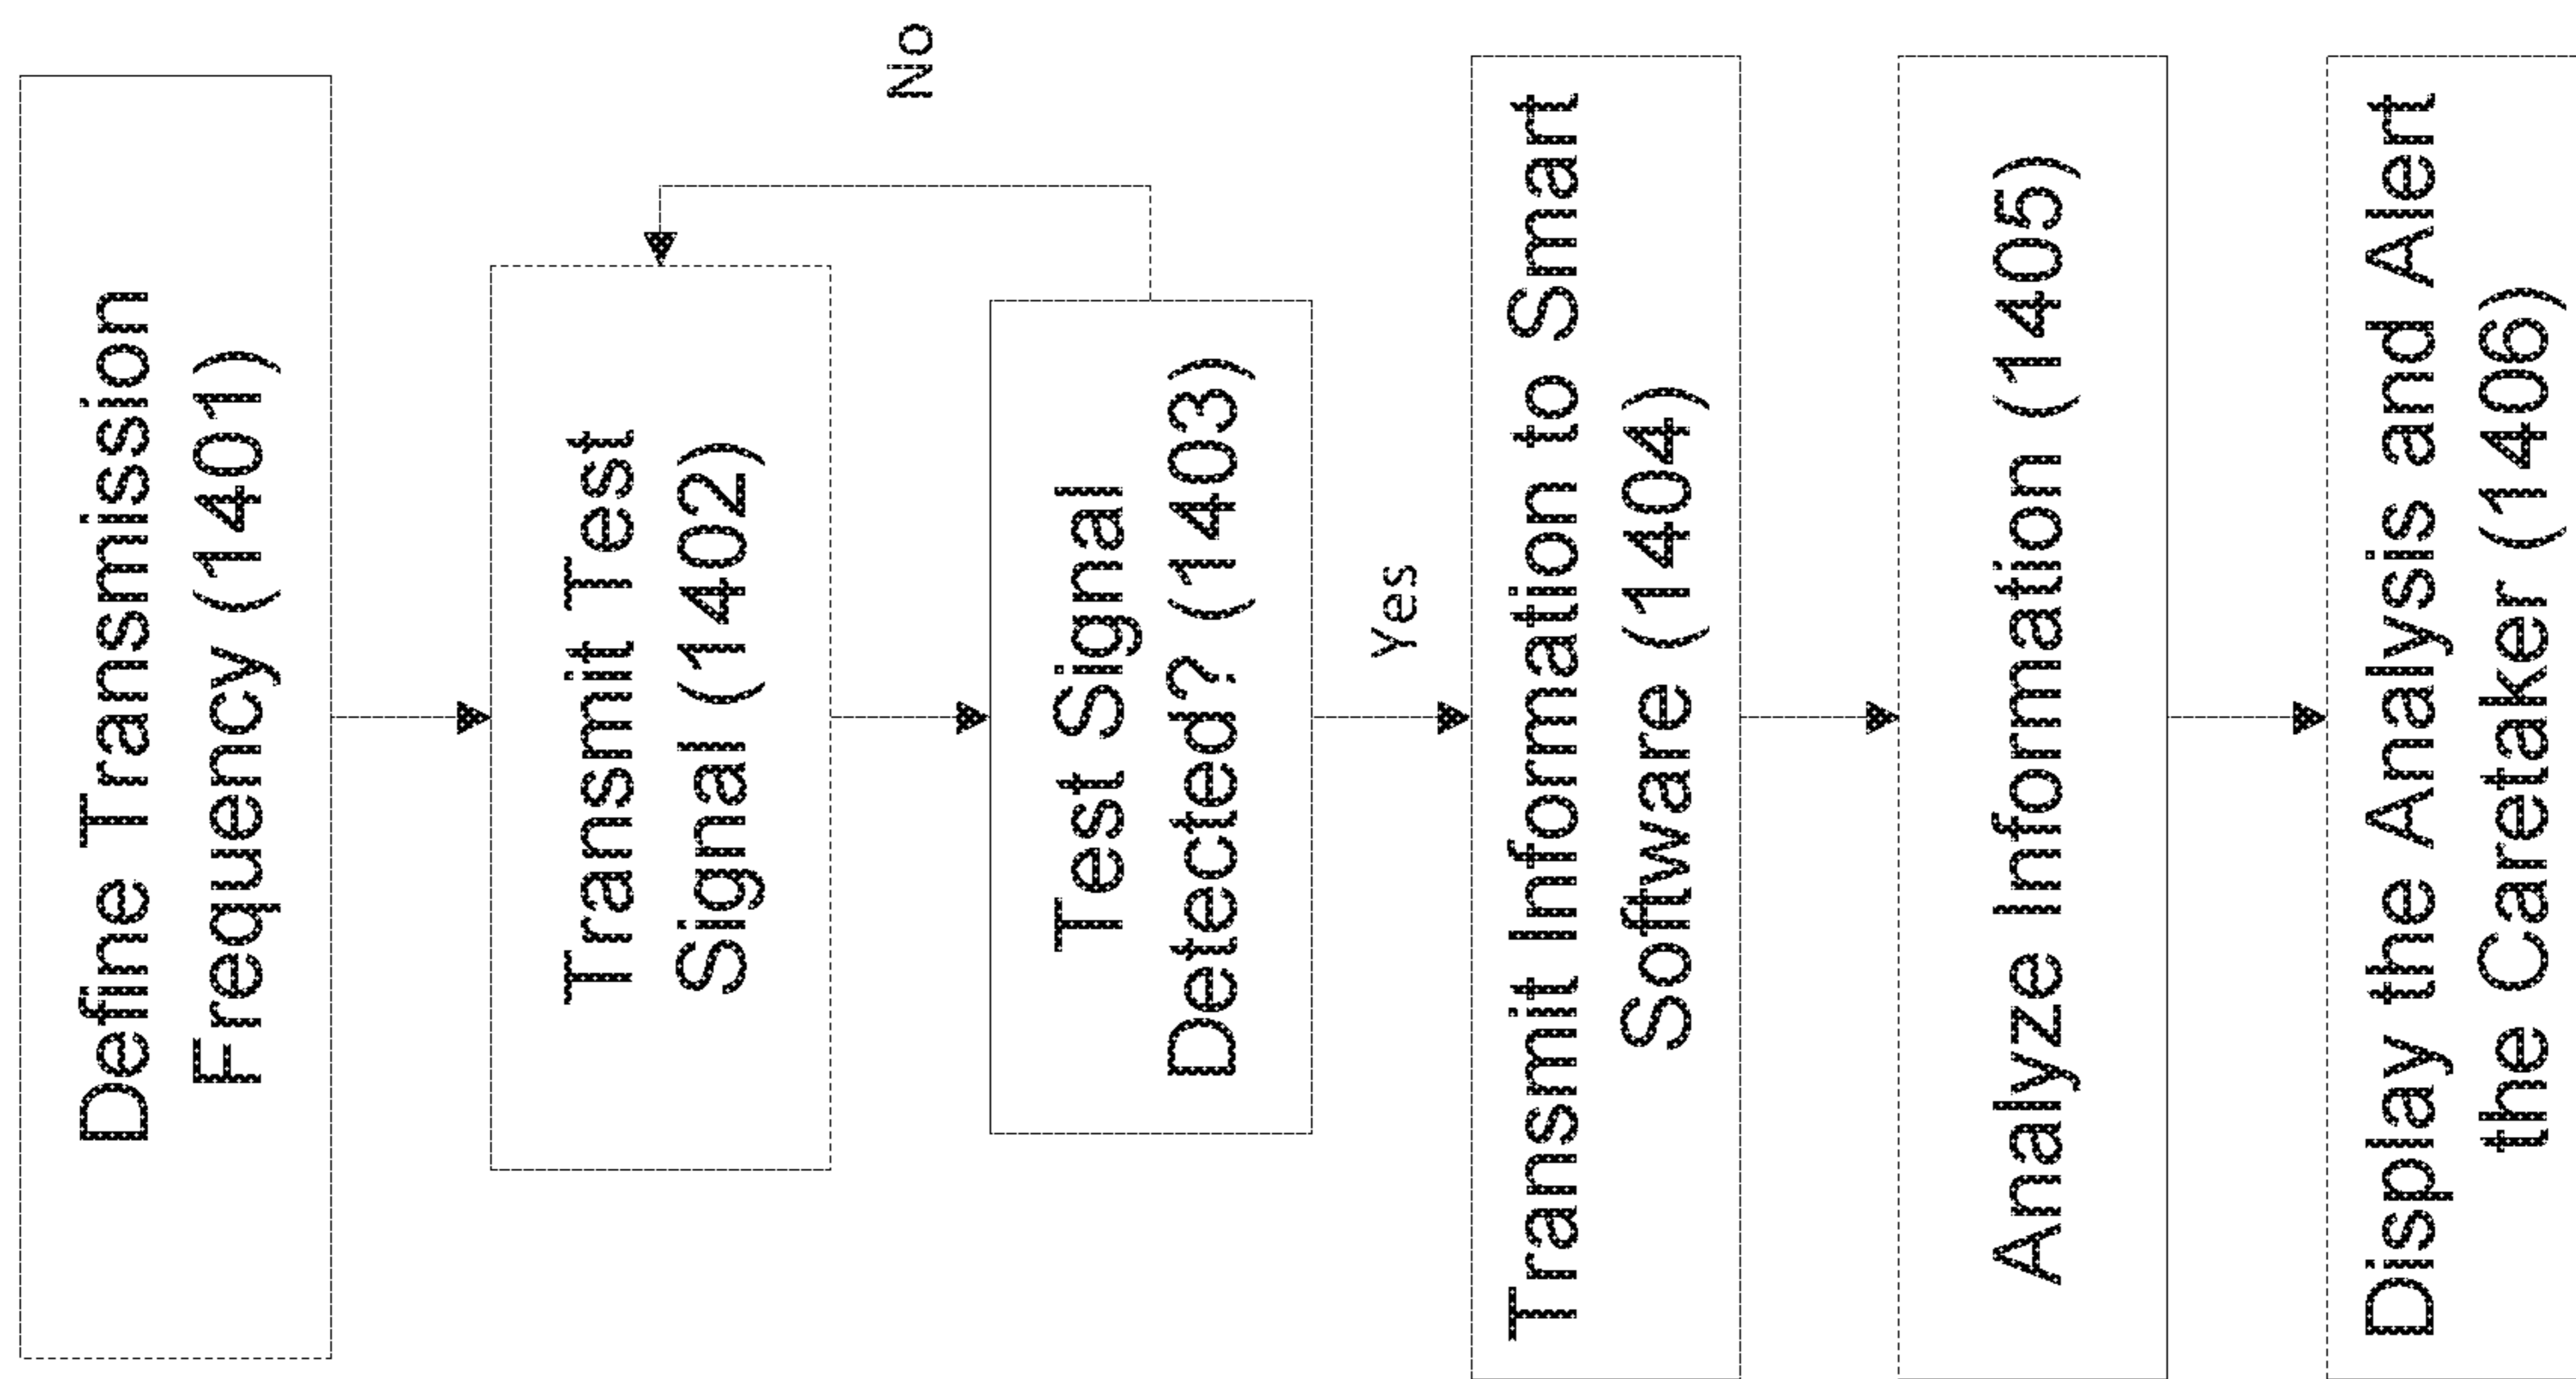 Define Transmission
Frequency (1401)
Transmit Test
Signal (1402)
No
Test Signal
Detected? (1403)
Yes
Transmit Information to Smart
Software (1404)
Analyze Information (1405)
Display the Analysis and Alert
the Caretaker (1406)